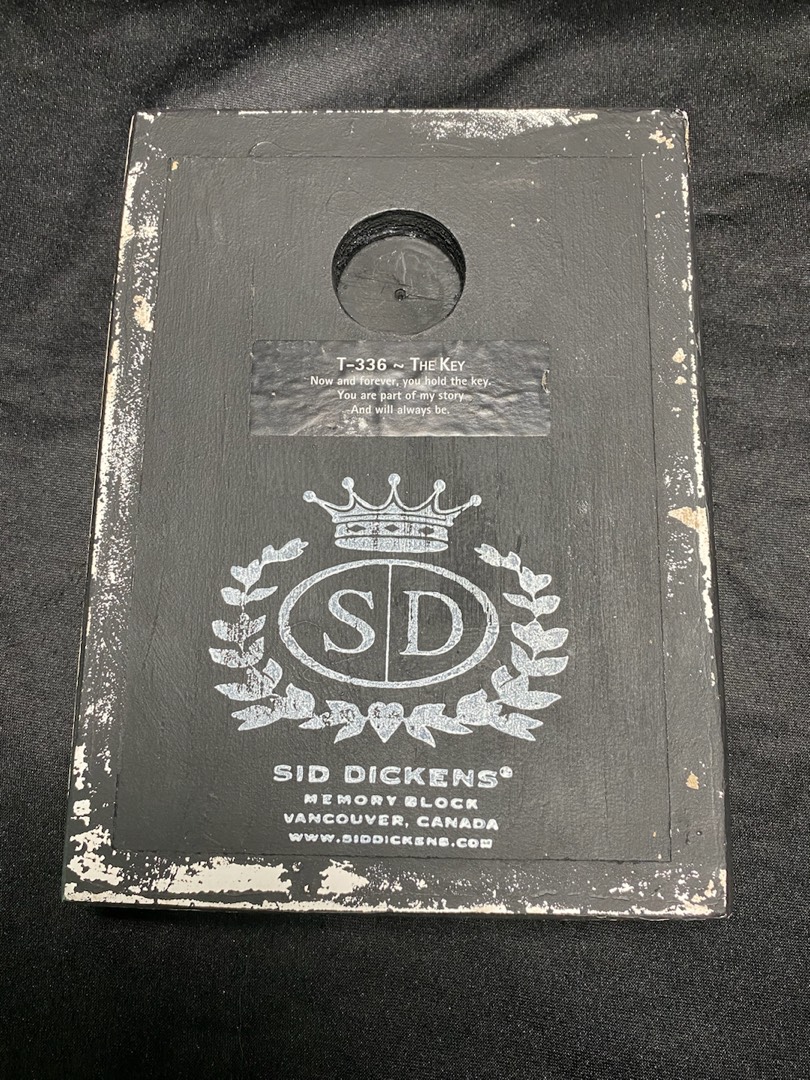 T-336 ~ The Key
Now and forever, you hold the key.
You are part of my story
And will always be.
S D
SID DICKENS®
MEMORY BLOCK
VANCOUVER, CANADA
WWW.SIDDICKENS.COM